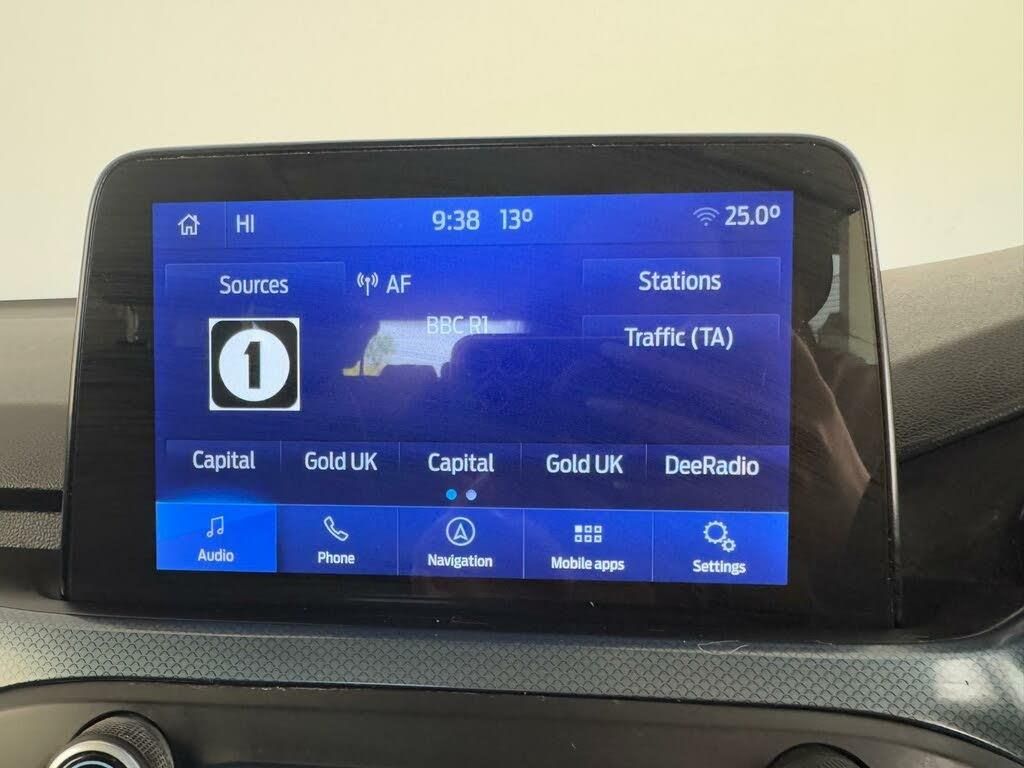 HI 9:38 13º 25.0º
Sources AF Stations
BBC R1
Traffic (TA)
1
Capital Gold UK Capital Gold UK DeeRadio
Audio Phone Navigation Mobile apps Settings